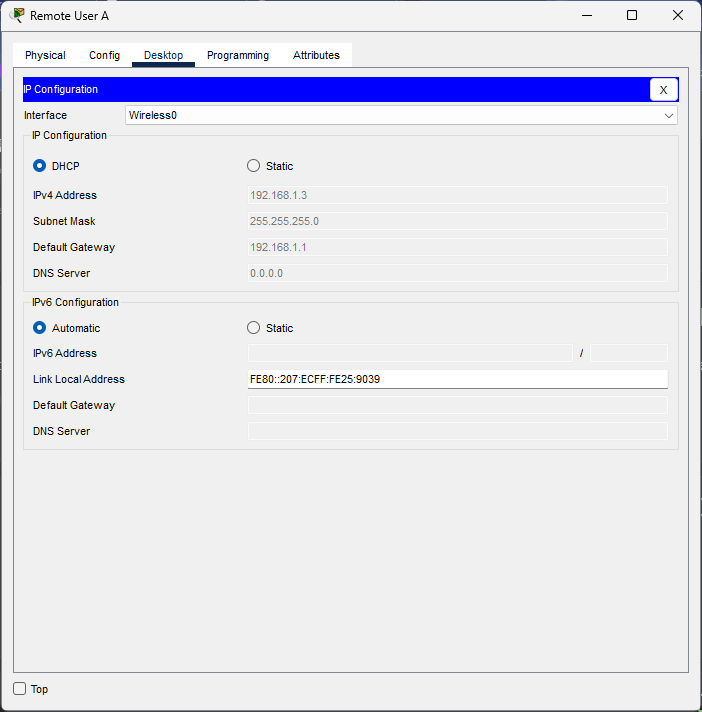 Remote User A
Physical Config Desktop Programming Attributes
IP Configuration X
Interface Wireless0
IP Configuration
DHCP Static
IPv4 Address 192.168.1.3
Subnet Mask 255.255.255.0
Default Gateway 192.168.1.1
DNS Server 0.0.0.0
IPv6 Configuration
Automatic Static
IPv6 Address /
Link Local Address FE80::207:ECFF:FE25:9039
Default Gateway
DNS Server
Top